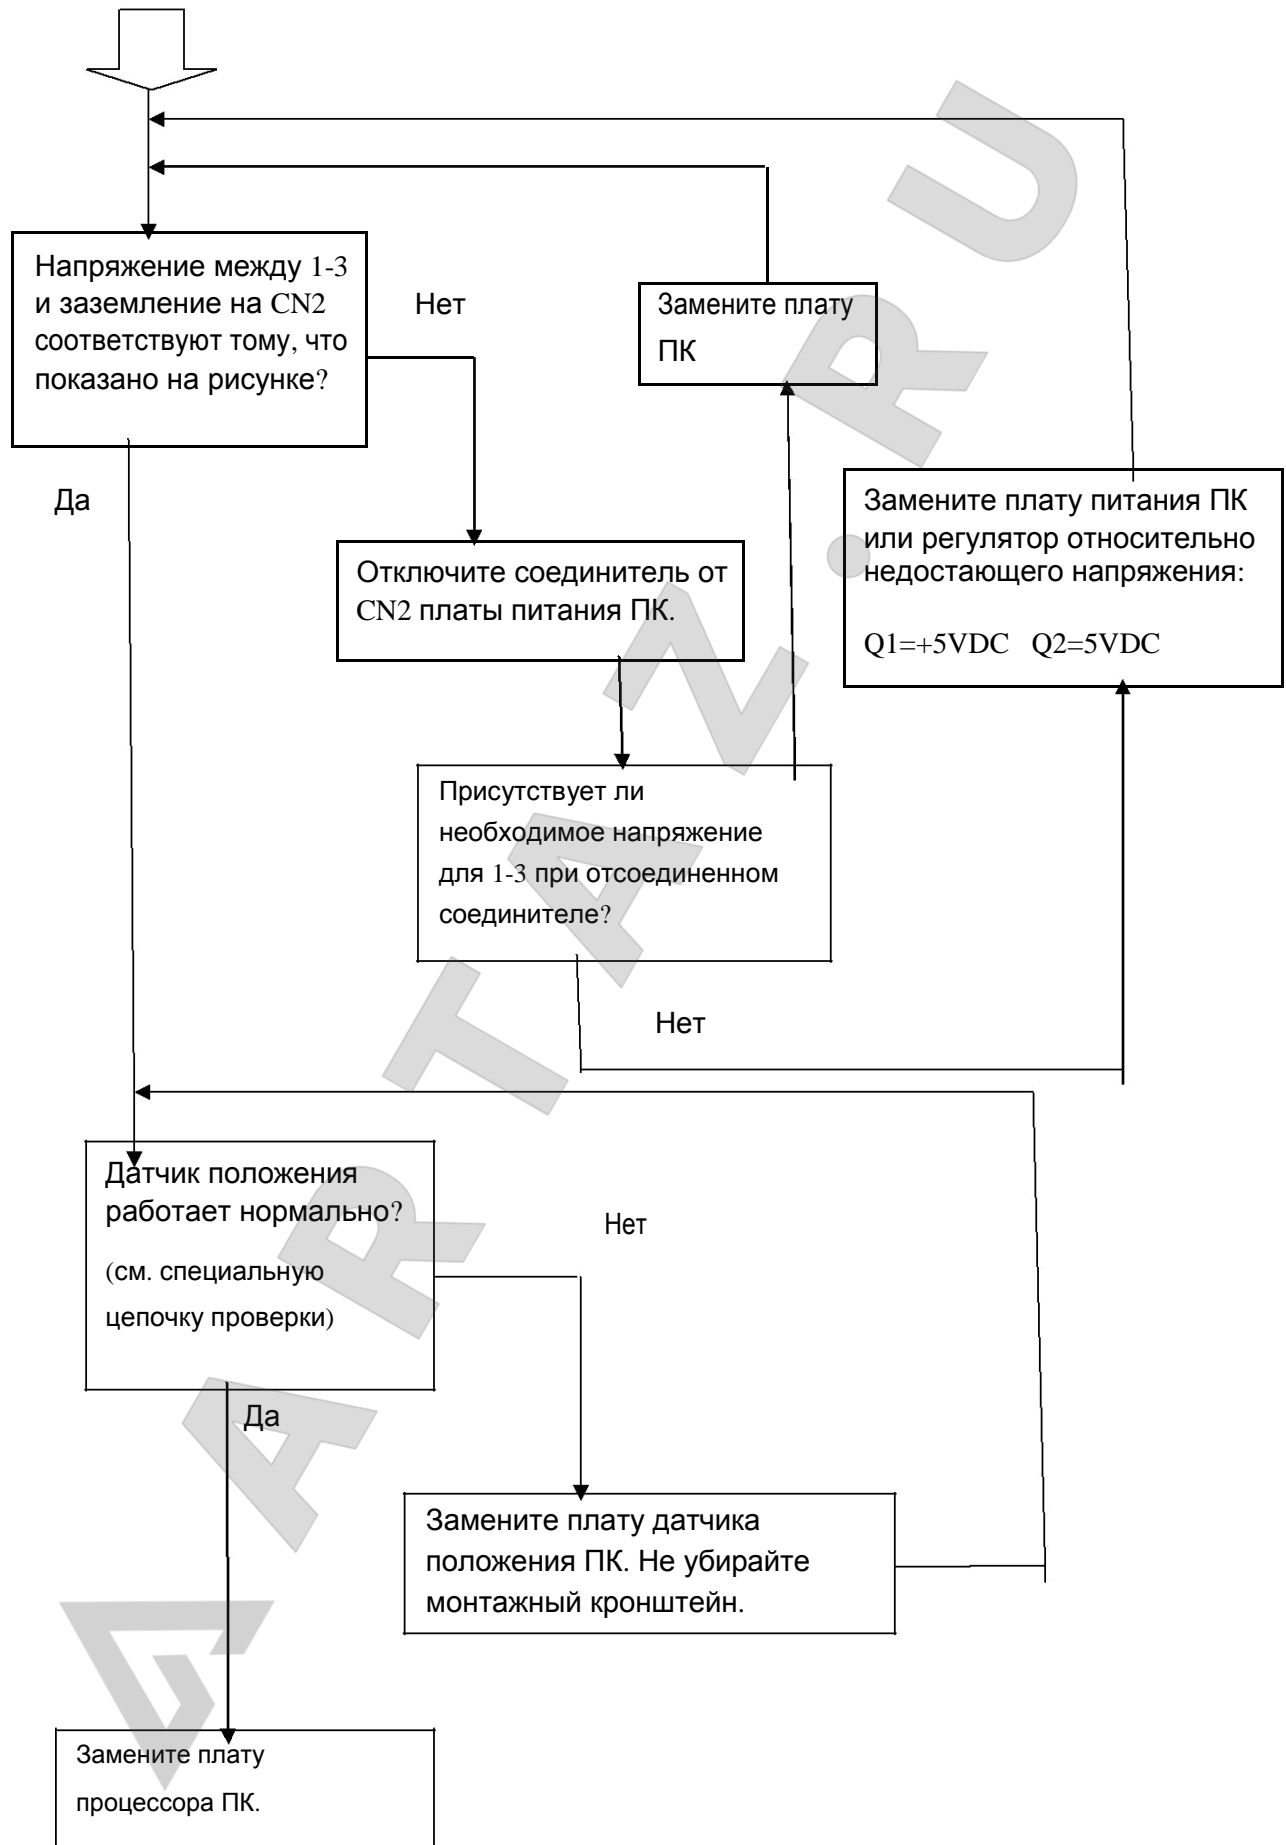 Напряжение между 1-3
и заземление на CN2
соответствуют тому, что
показано на рисунке?
Нет
Замените плату
ПК
Да
Замените плату питания ПК
или регулятор относительно
недостающего напряжения:
Q1=+5VDC Q2=5VDC
Отключите соединитель от
CN2 платы питания ПК.
Присутствует ли
необходимое напряжение
для 1-3 при отсоединенном
соединителе?
Нет
Датчик положения
работает нормально?
(см. специальную
цепочку проверки)
Нет
Да
Замените плату датчика
положения ПК. Не убирайте
монтажный кронштейн.
Замените плату
процессора ПК.
ARTAZ.RU